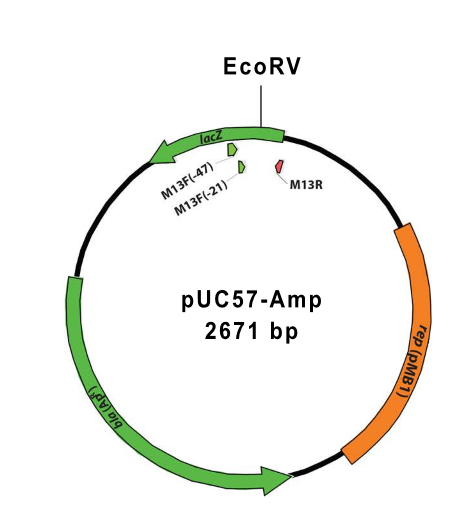 EcoRV
lacZ
M13F(-47)
M13F(-21)
M13R
pUC57-Amp
2671 bp
rep (pMB1)
bla (Apᴿ)